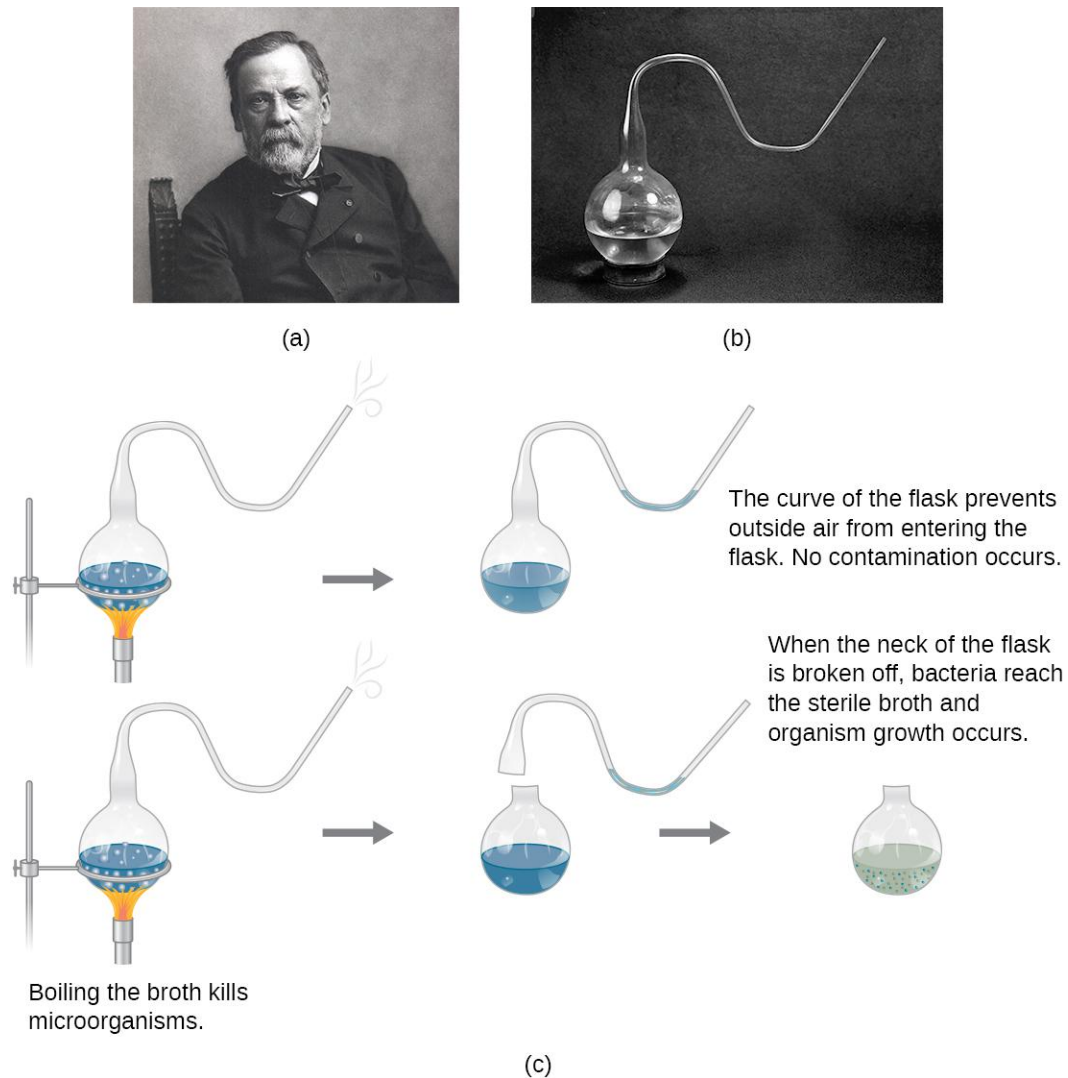 (a)
(b)
The curve of the flask prevents
outside air from entering the
flask. No contamination occurs.
When the neck of the flask
is broken off, bacteria reach
the sterile broth and
organism growth occurs.
Boiling the broth kills
microorganisms.
(c)